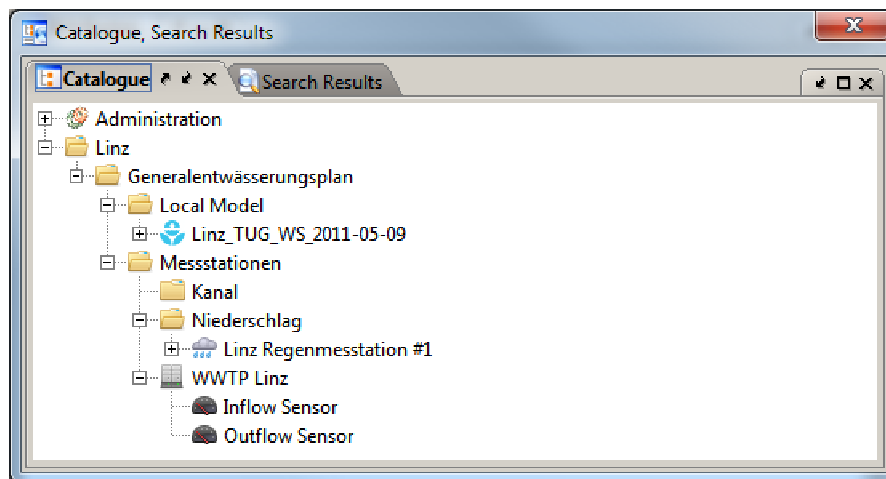 Catalogue, Search Results
Catalogue Search Results
Administration
Linz
Generalentwässerungsplan
Local Model
Linz_TUG_WS_2011-05-09
Messstationen
Kanal
Niederschlag
Linz Regenmesstation #1
WWTP Linz
Inflow Sensor
Outflow Sensor